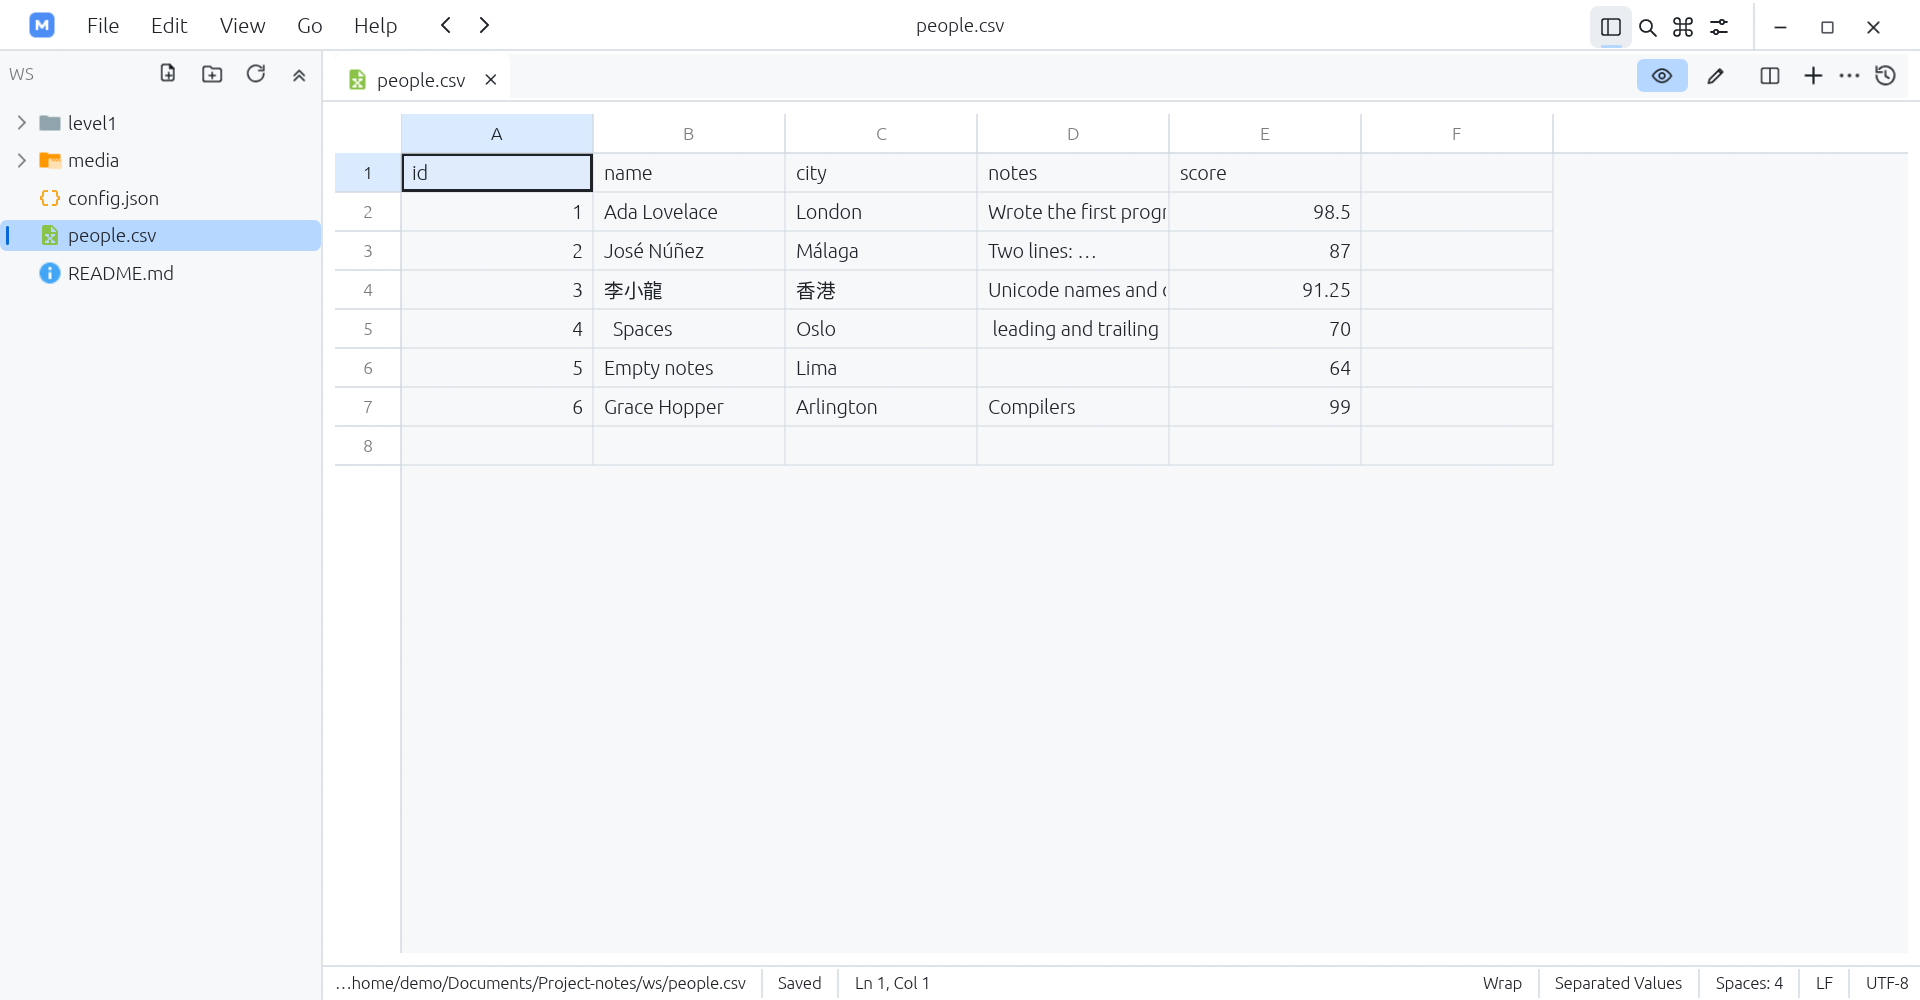 M File Edit View Go Help people.csv
WS
level1
media
config.json
people.csv
README.md
people.csv
A B C D E F
1 id name city notes score
2 1 Ada Lovelace London Wrote the first progr 98.5
3 2 José Núñez Málaga Two lines: … 87
4 3 李小龍 香港 Unicode names and 91.25
5 4 Spaces Oslo leading and trailing 70
6 5 Empty notes Lima 64
7 6 Grace Hopper Arlington Compilers 99
8
…home/demo/Documents/Project-notes/ws/people.csv Saved Ln 1, Col 1 Wrap Separated Values Spaces: 4 LF UTF-8